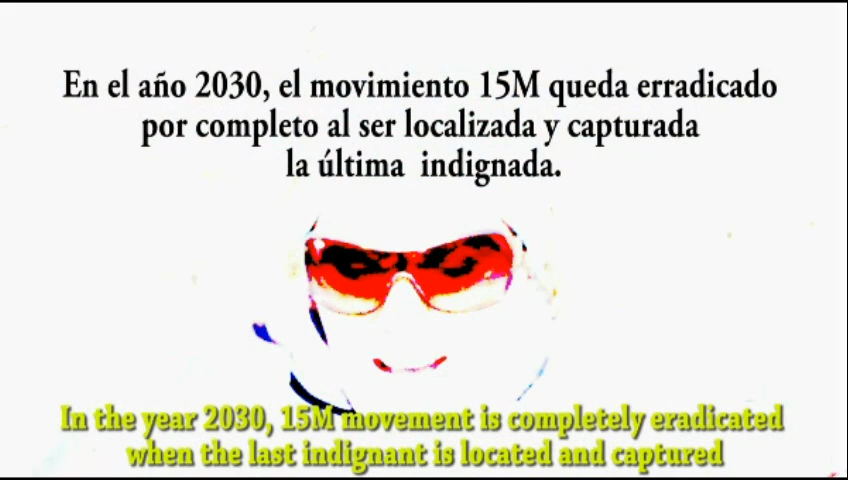 En el año 2030, el movimiento 15M queda erradicado
por completo al ser localizada y capturada
la última indignada.
In the year 2030, 15M movement is completely eradicated
when the last indignant is located and captured